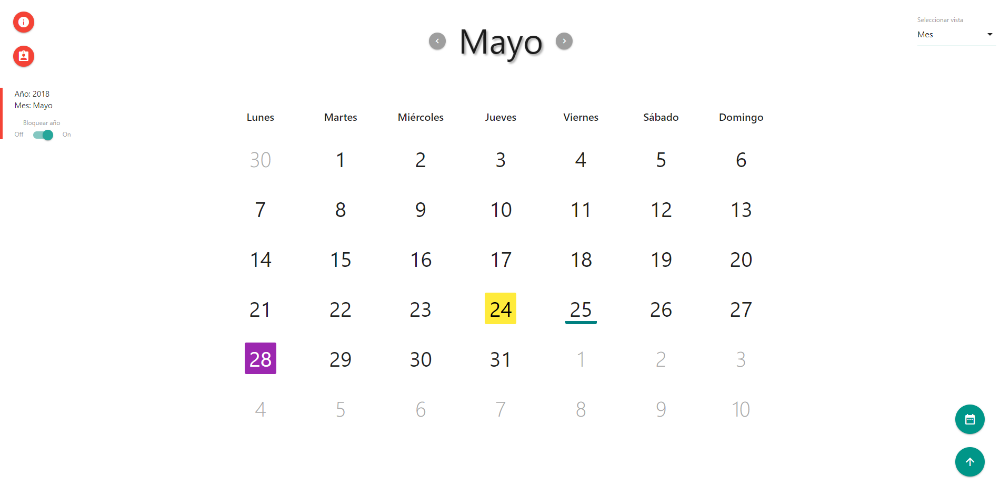 Mayo
Seleccionar vista
Mes
Año: 2018
Mes: Mayo
Bloquear año
Off On
Lunes Martes Miércoles Jueves Viernes Sábado Domingo
30 1 2 3 4 5 6
7 8 9 10 11 12 13
14 15 16 17 18 19 20
21 22 23 24 25 26 27
28 29 30 31 1 2 3
4 5 6 7 8 9 10